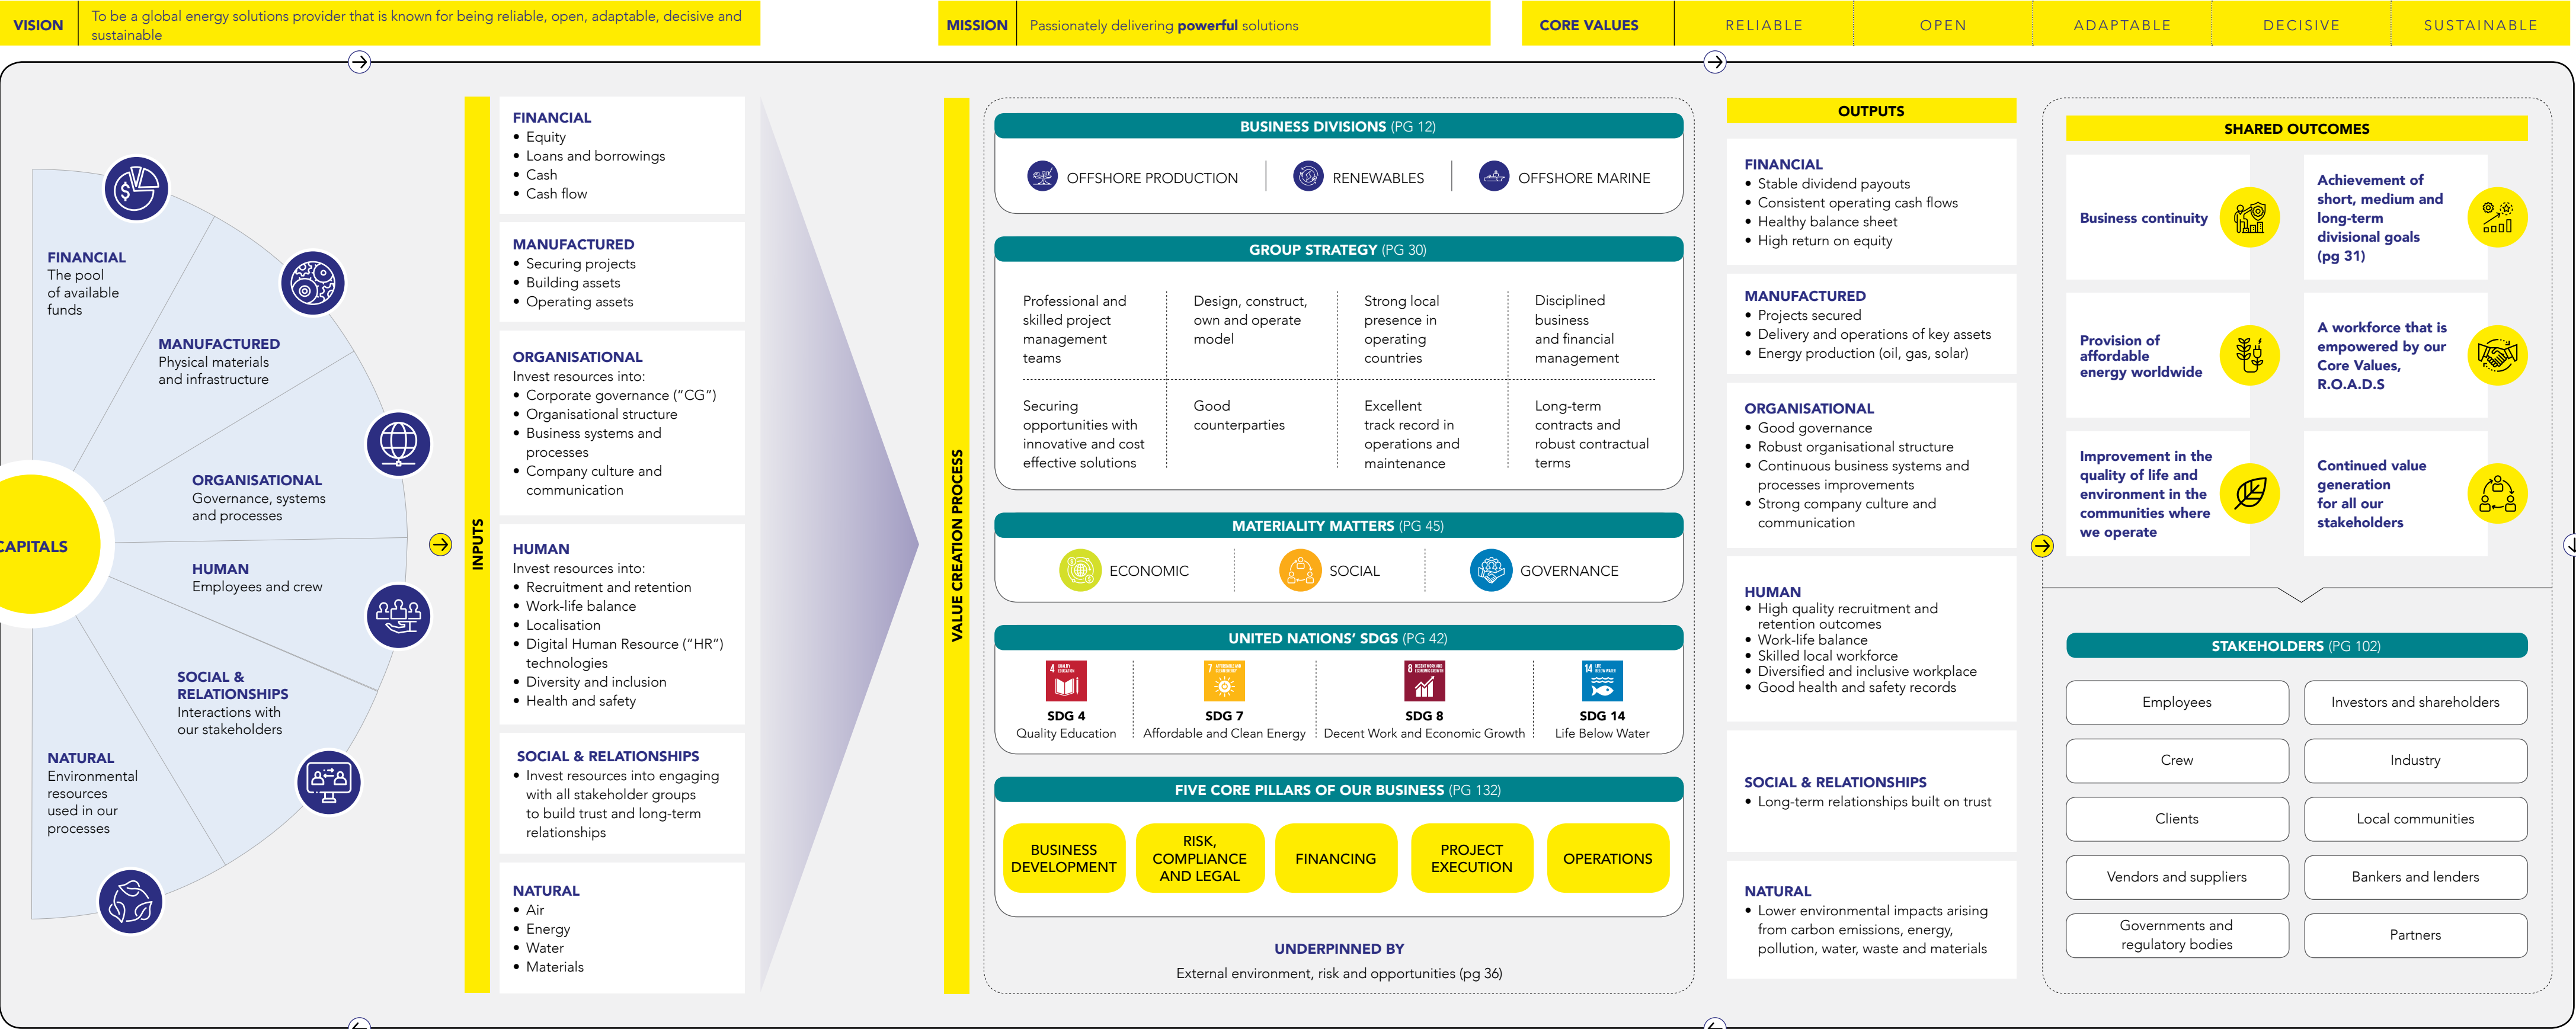 VISION
To be a global energy solutions provider that is known for being reliable, open, adaptable, decisive and
sustainable
MISSION
Passionately delivering powerful solutions
CORE VALUES
RELIABLE
OPEN
ADAPTABLE
DECISIVE
SUSTAINABLE
CAPITALS
FINANCIAL
The pool
of available
funds
MANUFACTURED
Physical materials
and infrastructure
ORGANISATIONAL
Governance, systems
and processes
HUMAN
Employees and crew
SOCIAL &
RELATIONSHIPS
Interactions with
our stakeholders
NATURAL
Environmental
resources
used in our
processes
INPUTS
FINANCIAL
• Equity
• Loans and borrowings
• Cash
• Cash flow
MANUFACTURED
• Securing projects
• Building assets
• Operating assets
ORGANISATIONAL
Invest resources into:
• Corporate governance (“CG”)
• Organisational structure
• Business systems and
processes
• Company culture and
communication
HUMAN
Invest resources into:
• Recruitment and retention
• Work-life balance
• Localisation
• Digital Human Resource (“HR”)
technologies
• Diversity and inclusion
• Health and safety
SOCIAL & RELATIONSHIPS
• Invest resources into engaging
with all stakeholder groups
to build trust and long-term
relationships
NATURAL
• Air
• Energy
• Water
• Materials
VALUE CREATION PROCESS
BUSINESS DIVISIONS (PG 12)
OFFSHORE PRODUCTION
RENEWABLES
OFFSHORE MARINE
GROUP STRATEGY (PG 30)
Professional and
skilled project
management
teams
Design, construct,
own and operate
model
Strong local
presence in
operating
countries
Disciplined
business
and financial
management
Securing
opportunities with
innovative and cost
effective solutions
Good
counterparties
Excellent
track record in
operations and
maintenance
Long-term
contracts and
robust contractual
terms
MATERIALITY MATTERS (PG 45)
ECONOMIC
SOCIAL
GOVERNANCE
UNITED NATIONS’ SDGS (PG 42)
4 QUALITY
EDUCATION
SDG 4
Quality Education
7 AFFORDABLE AND
CLEAN ENERGY
SDG 7
Affordable and Clean Energy
8 DECENT WORK AND
ECONOMIC GROWTH
SDG 8
Decent Work and Economic Growth
14 LIFE
BELOW WATER
SDG 14
Life Below Water
FIVE CORE PILLARS OF OUR BUSINESS (PG 132)
BUSINESS
DEVELOPMENT
RISK,
COMPLIANCE
AND LEGAL
FINANCING
PROJECT
EXECUTION
OPERATIONS
UNDERPINNED BY
External environment, risk and opportunities (pg 36)
OUTPUTS
FINANCIAL
• Stable dividend payouts
• Consistent operating cash flows
• Healthy balance sheet
• High return on equity
MANUFACTURED
• Projects secured
• Delivery and operations of key assets
• Energy production (oil, gas, solar)
ORGANISATIONAL
• Good governance
• Robust organisational structure
• Continuous business systems and
processes improvements
• Strong company culture and
communication
HUMAN
• High quality recruitment and
retention outcomes
• Work-life balance
• Skilled local workforce
• Diversified and inclusive workplace
• Good health and safety records
SOCIAL & RELATIONSHIPS
• Long-term relationships built on trust
NATURAL
• Lower environmental impacts arising
from carbon emissions, energy,
pollution, water, waste and materials
SHARED OUTCOMES
Business continuity
Achievement of
short, medium and
long-term
divisional goals
(pg 31)
Provision of
affordable
energy worldwide
A workforce that is
empowered by our
Core Values,
R.O.A.D.S
Improvement in the
quality of life and
environment in the
communities where
we operate
Continued value
generation
for all our
stakeholders
STAKEHOLDERS (PG 102)
Employees
Investors and shareholders
Crew
Industry
Clients
Local communities
Vendors and suppliers
Bankers and lenders
Governments and
regulatory bodies
Partners